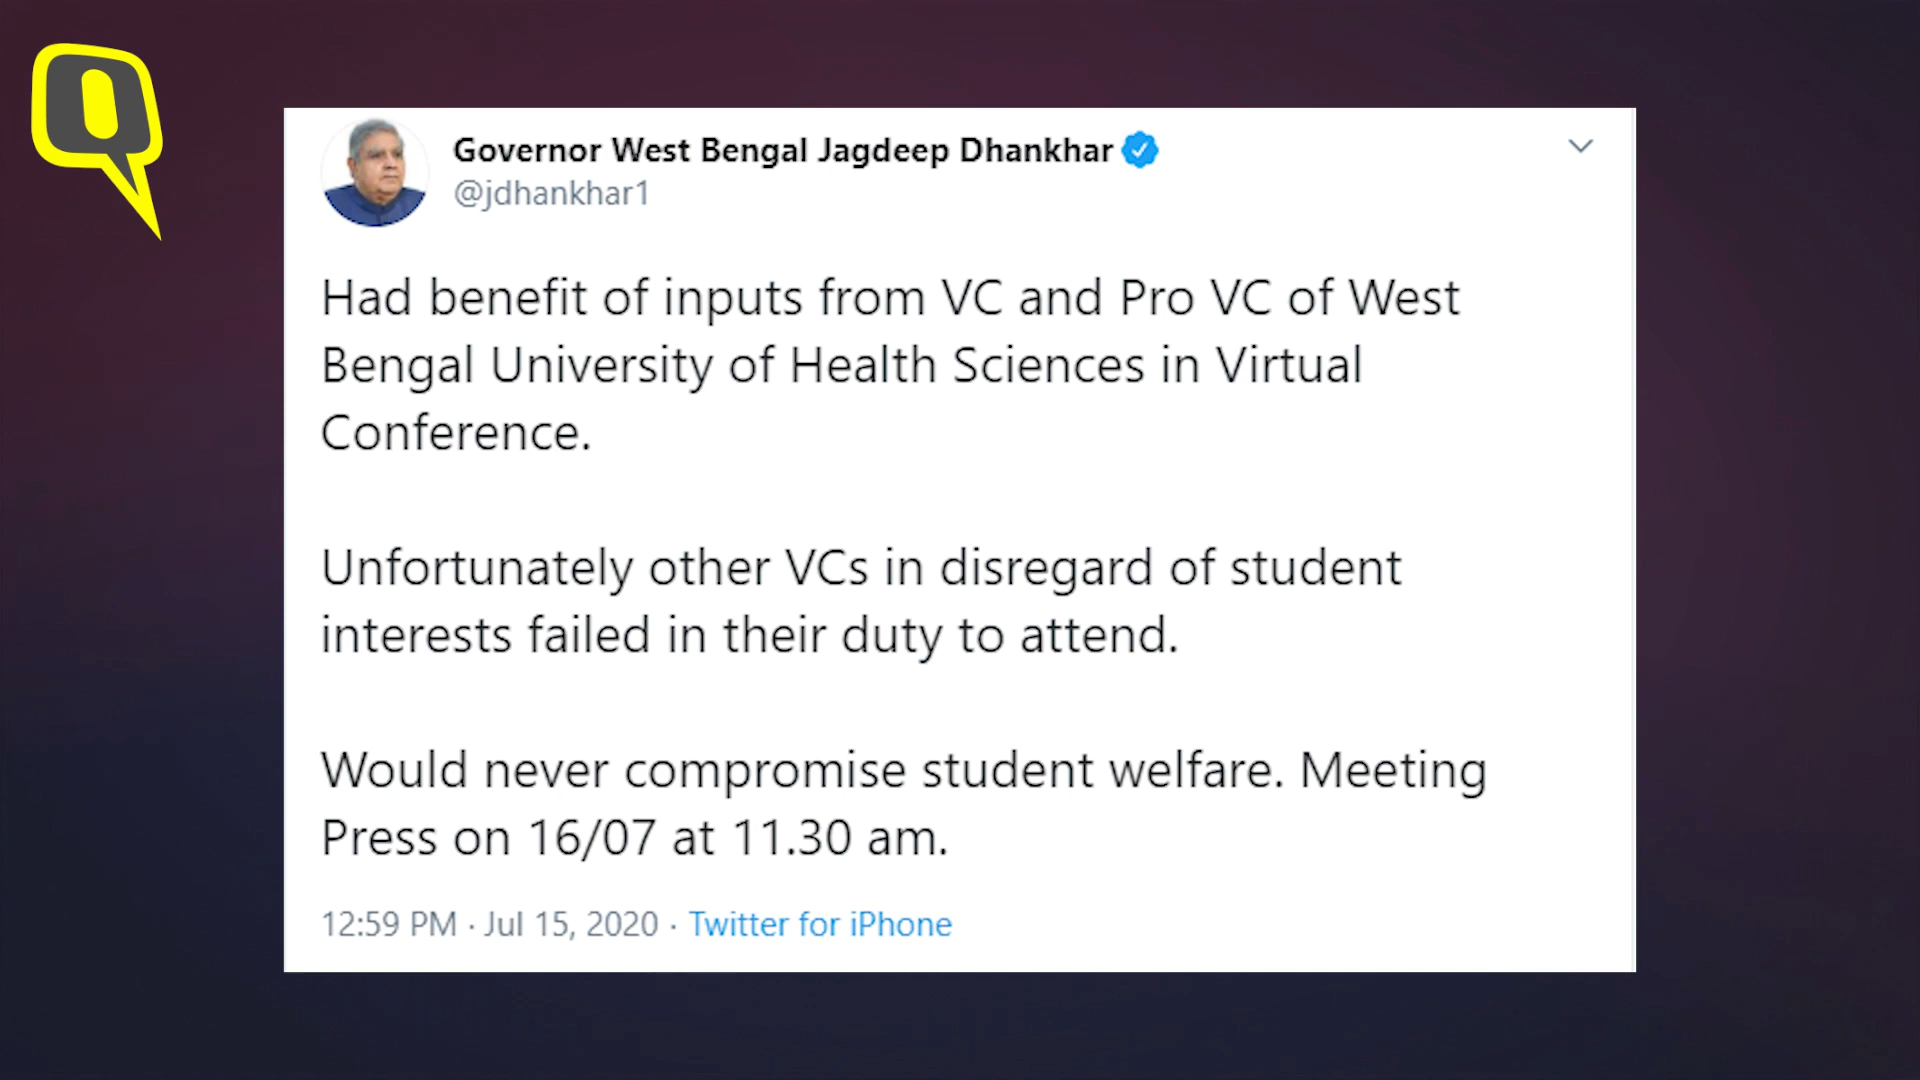 Governor West Bengal Jagdeep Dhankhar
@jdhankhar1
Had benefit of inputs from VC and Pro VC of West
Bengal University of Health Sciences in Virtual
Conference.
Unfortunately other VCs in disregard of student
interests failed in their duty to attend.
Would never compromise student welfare. Meeting
Press on 16/07 at 11.30 am.
12:59 PM · Jul 15, 2020 · Twitter for iPhone